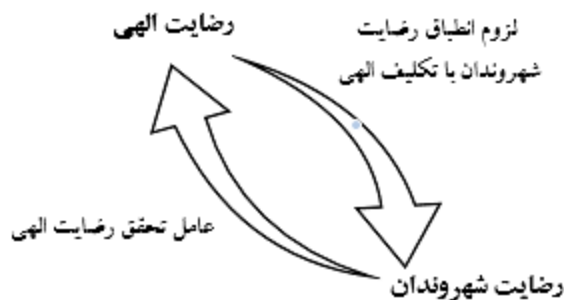 رضایت الهی
لزوم انطباق رضایت
شهروندان با تکلیف الهی
عامل تحقق رضایت الهی
رضایت شهروندان